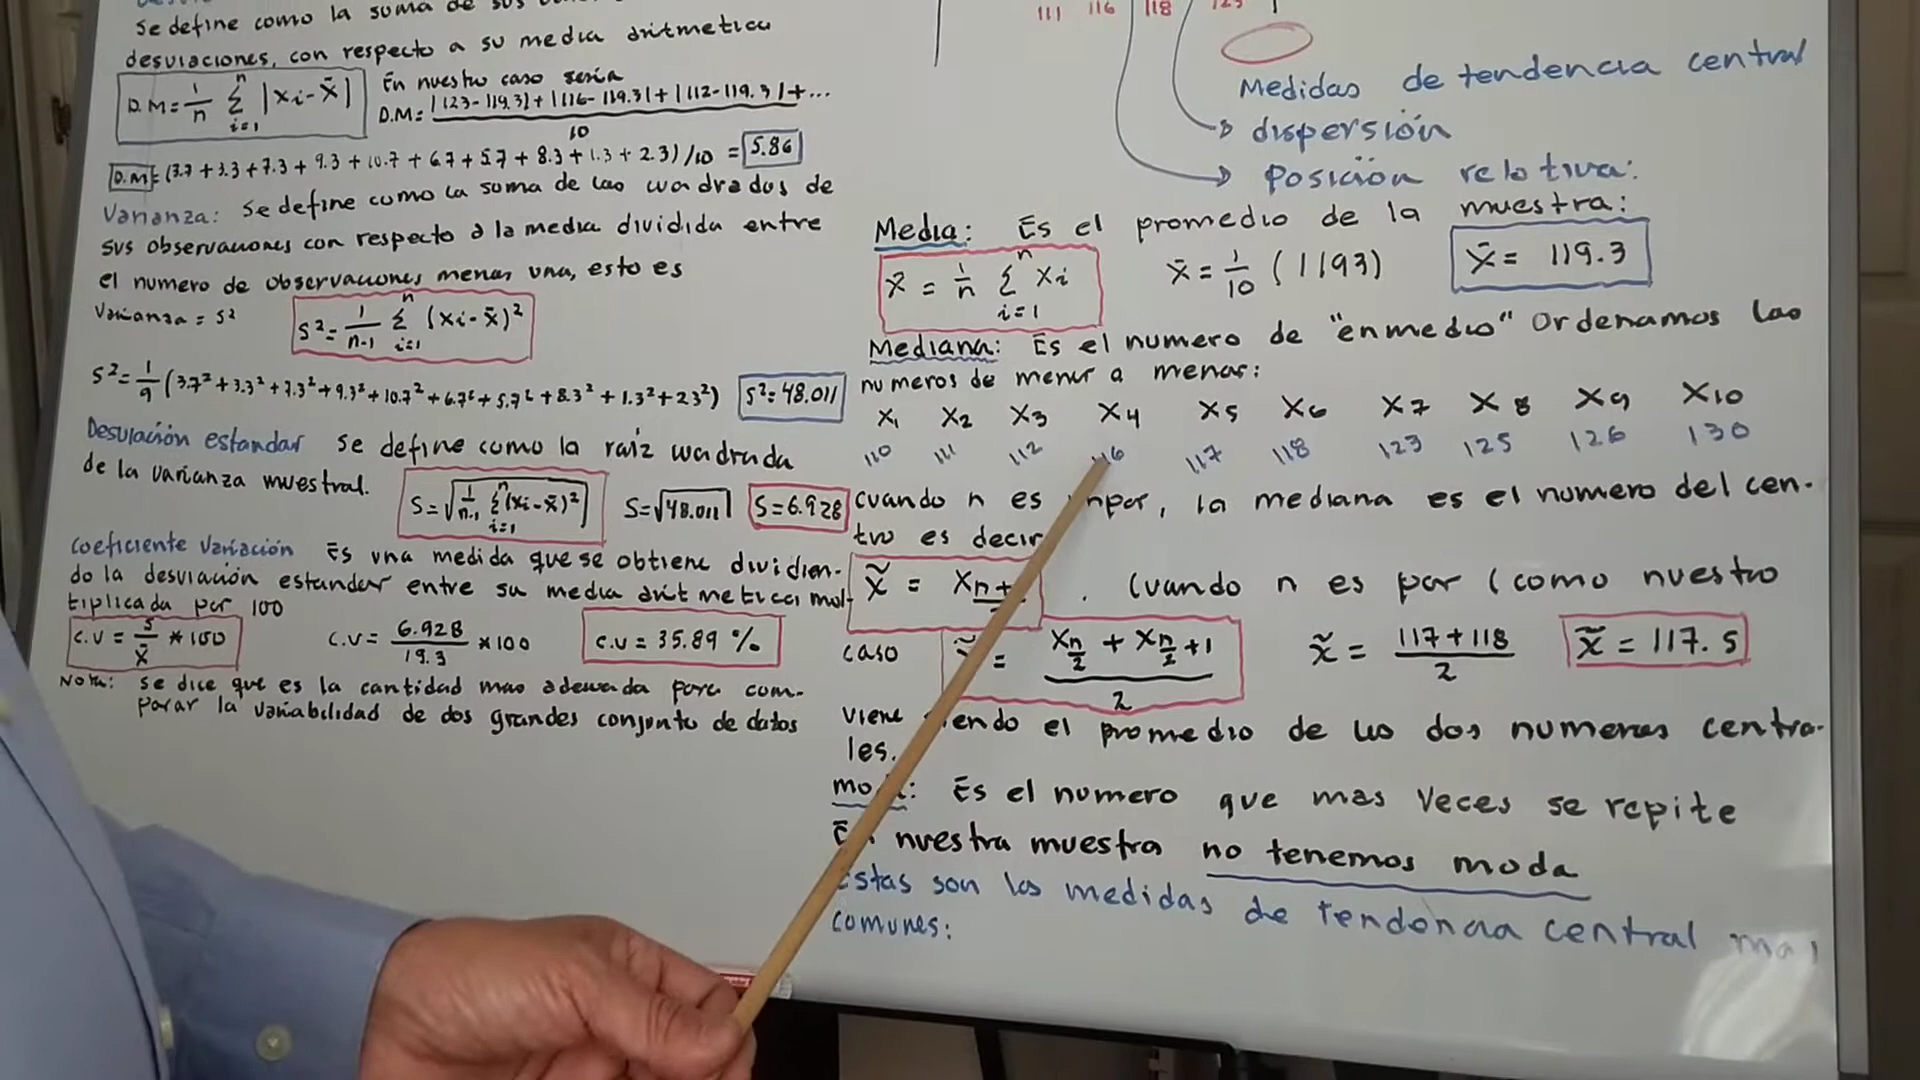 se define como la suma de sus
desviaciones, con respecto a su media aritmetica
D.M = 1/n Σ i=1 n |xi - x̄|
En nuestro caso seria
D.M = |123-119.3| + |116-119.3| + |112-119.3| + ... / 10
D.M = (3.7 + 3.3 + 7.3 + 9.3 + 10.7 + 6.7 + 5.7 + 8.3 + 1.3 + 2.3)/10 = 5.86
Varianza: se define como la suma de los cuadrados de
sus observaciones con respecto a la media dividida entre
el numero de observaciones menos una, esto es
Varianza = S²
S² = 1/n-1 Σ i=1 n (xi - x̄)²
S² = 1/9 (3.7² + 3.3² + 7.3² + 9.3² + 10.7² + 6.7² + 5.7² + 8.3² + 1.3² + 2.3²) S² = 48.011
Desviación estandar se define como la raiz cuadrada
de la varianza muestral.
S = √(1/n-1 Σ i=1 n (xi - x̄)²) S = √48.011 S = 6.928
Coeficiente Variación Es una medida que se obtiene dividien-
do la desviación estandar entre su media aritmetica mul-
tiplicada por 100
C.V = S/x̄ * 100 C.V = 6.928/19.3 * 100 C.V = 35.89 %
Nota: se dice que es la cantidad mas adecuada para com-
parar la variabilidad de dos grandes conjunto de datos
111 116 118
Medidas de tendencia central
dispersión
posición relativa:
Media: Es el promedio de la muestra:
x̄ = 1/n Σ i=1 n xi x̄ = 1/10 (1193) x̄ = 119.3
Mediana: Es el numero de "enmedio" Ordenamos los
numeros de menor a menor:
X1 X2 X3 X4 X5 X6 X7 X8 X9 X10
110 111 112 116 117 118 123 125 126 130
cuando n es impar, la mediana es el numero del cen-
tro es decir
x̃ = Xn+ . Cuando n es par (como nuestro
caso x̃ = Xn/2 + Xn/2+1 / 2 x̃ = 117+118 / 2 x̃ = 117.5
viene siendo el promedio de los dos numeros centra-
les.
moda: Es el numero que mas veces se repite
En nuestra muestra no tenemos moda
Estas son las medidas de tendencia central mas
comunes: